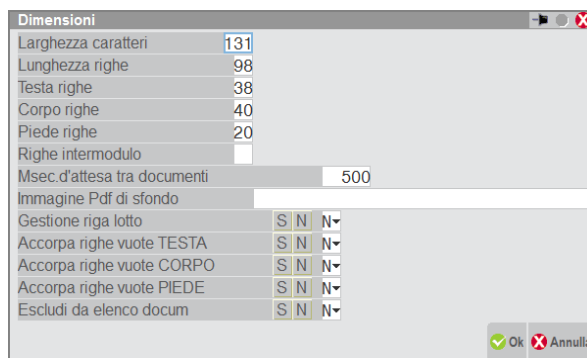 Dimensioni
Larghezza caratteri 131
Lunghezza righe 98
Testa righe 38
Corpo righe 40
Piede righe 20
Righe intermodulo
Msec.d'attesa tra documenti 500
Immagine Pdf di sfondo
Gestione riga lotto S N N
Accorpa righe vuote TESTA S N N
Accorpa righe vuote CORPO S N N
Accorpa righe vuote PIEDE S N N
Escludi da elenco docum S N N
Ok Annulla